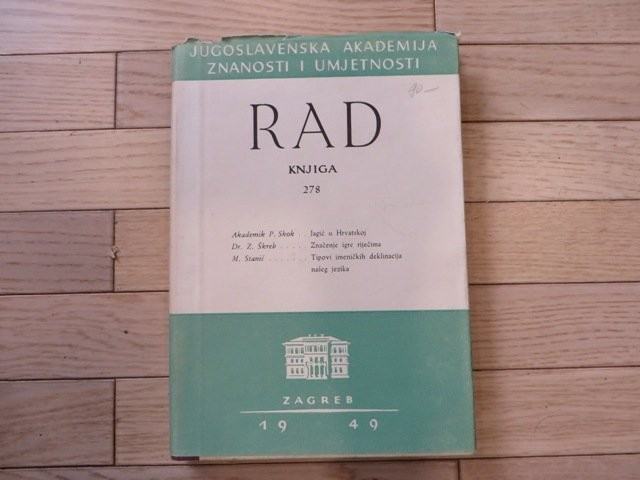 JUGOSLAVENSKA AKADEMIJA
ZNANOSTI I UMJETNOSTI
90—
RAD
KNJIGA
278
Akademik P. Skok . . Jagić u Hrvatskoj
Dr. Z. Škreb . . . . . Značenje igre riječima
M. Stanić . . . . . . Tipovi imeničkih deklinacija
našeg jezika
ZAGREB
19 49